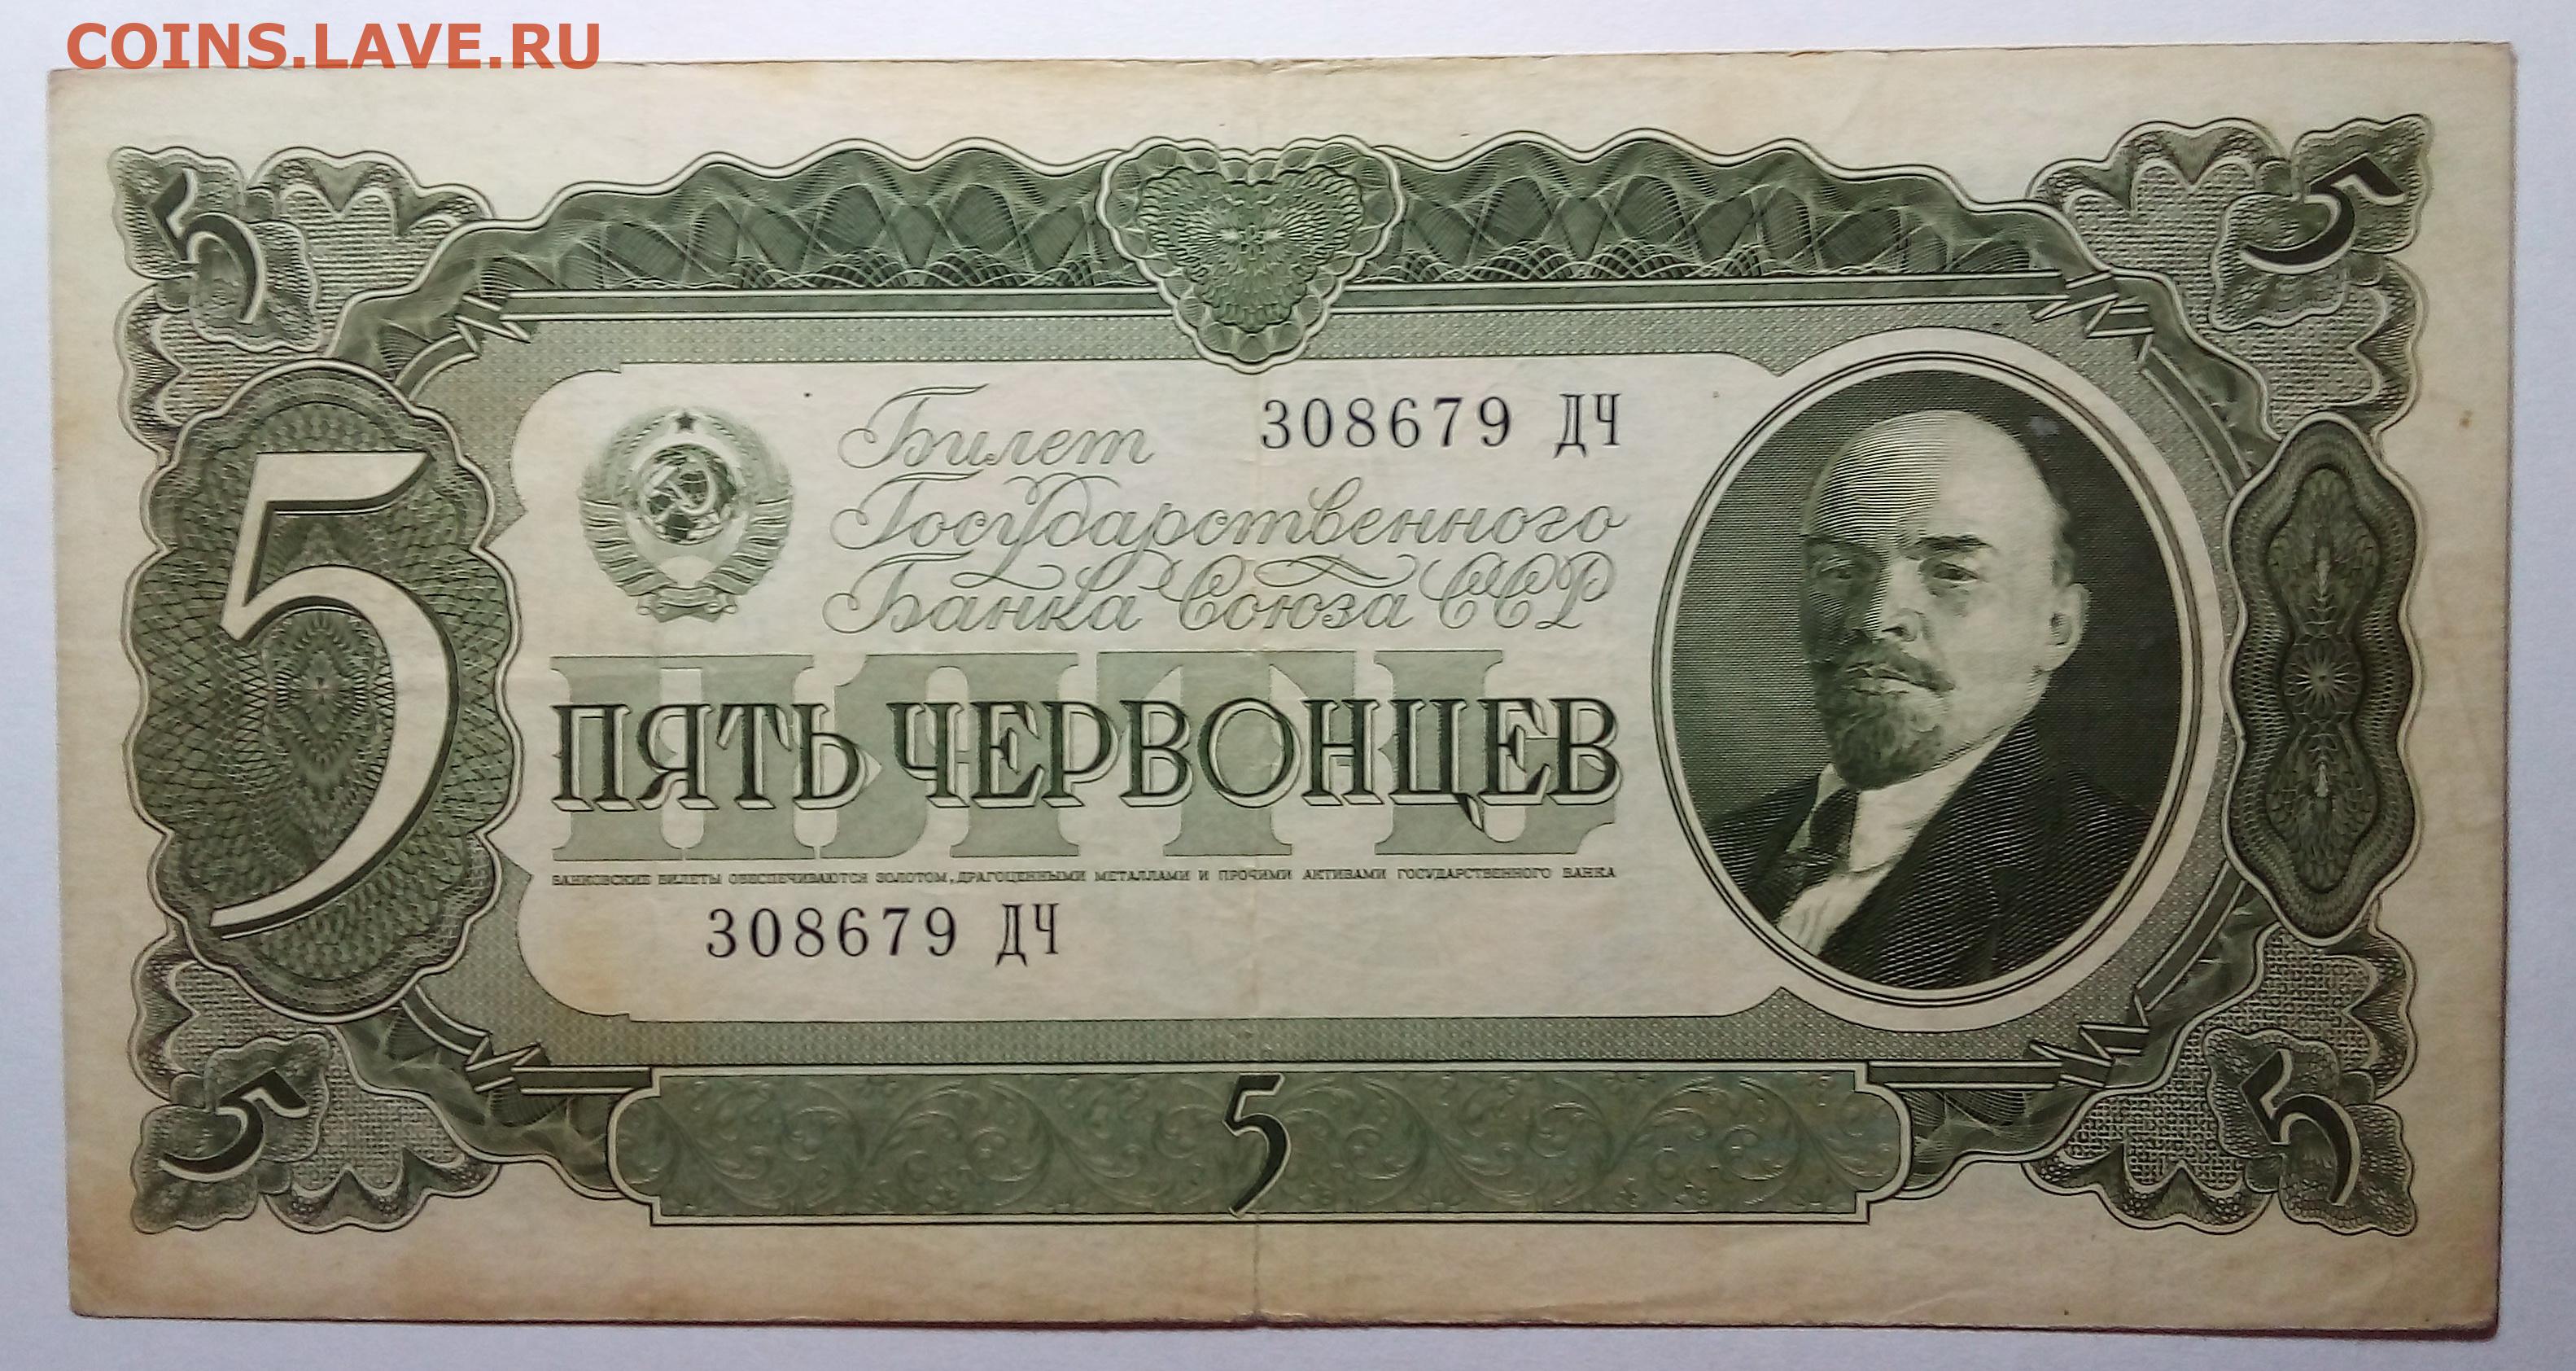 COINS.LAVE.RU
5
5
Билет 308679 ДЧ
Государственного
Банка Союза ССР
5
ПЯТЬ
ПЯТЬ ЧЕРВОНЦЕВ
БАНКОВСКИЕ БИЛЕТЫ ОБЕСПЕЧИВАЮТСЯ ЗОЛОТОМ, ДРАГОЦЕННЫМИ МЕТАЛЛАМИ И ПРОЧИМИ АКТИВАМИ ГОСУДАРСТВЕННОГО БАНКА
308679 ДЧ
5
5
5